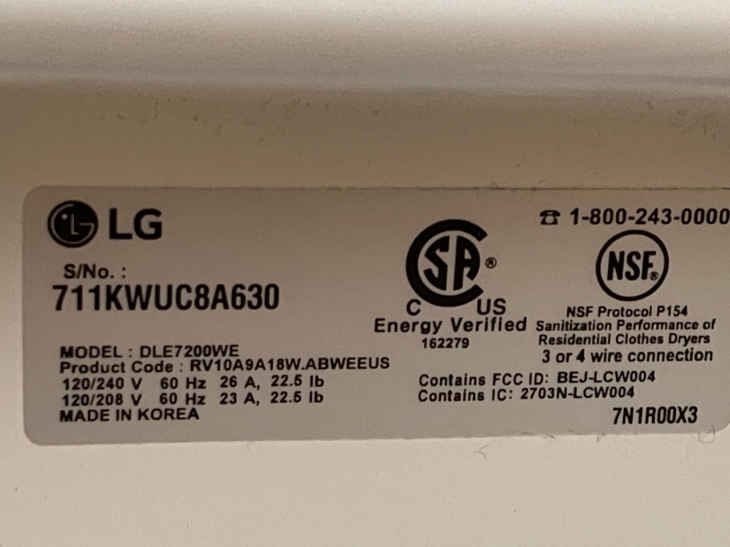 LG
☎ 1-800-243-0000
S/No. :
711KWUC8A630
SA ®
C US
Energy Verified
162279
NSF®
NSF Protocol P154
Sanitization Performance of
Residential Clothes Dryers
3 or 4 wire connection
MODEL : DLE7200WE
Product Code : RV10A9A18W.ABWEEUS
120/240 V 60 Hz 26 A, 22.5 lb
120/208 V 60 Hz 23 A, 22.5 lb
MADE IN KOREA
Contains FCC ID: BEJ-LCW004
Contains IC: 2703N-LCW004
7N1R00X3